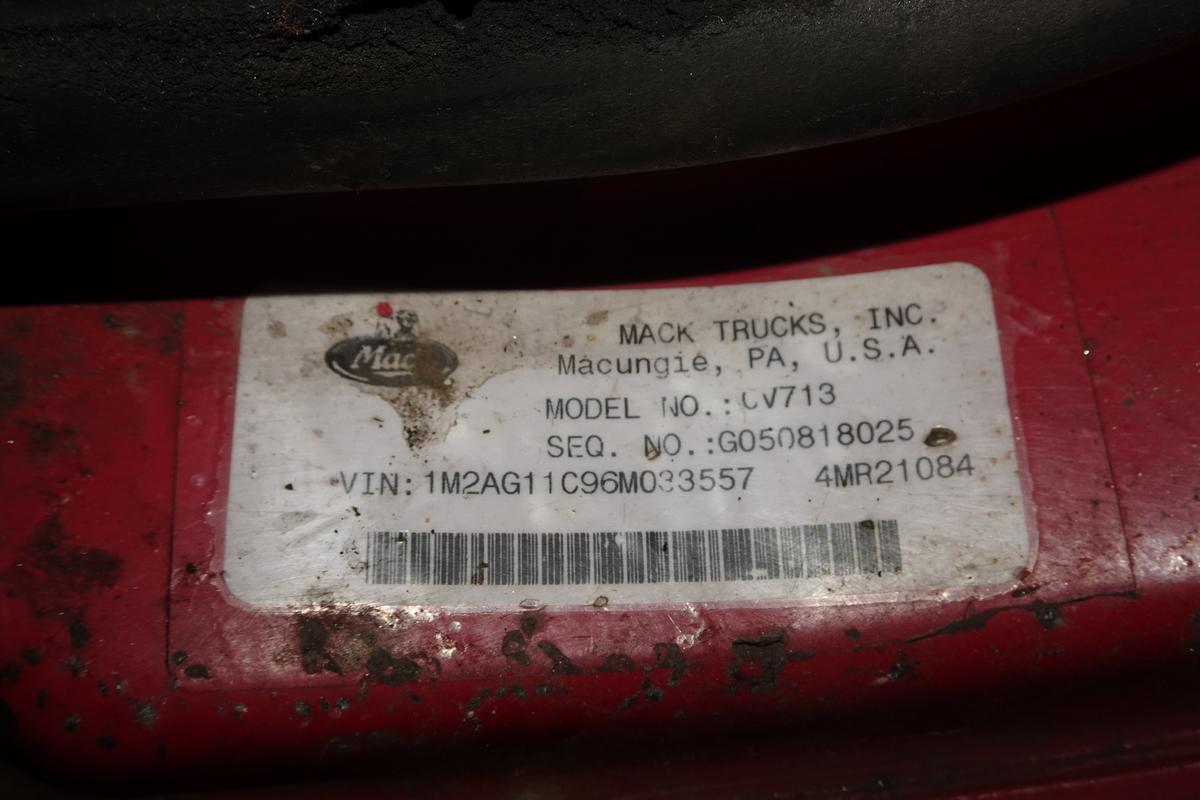 Mack
MACK TRUCKS, INC.
Macungie, PA, U.S.A.
MODEL NO.:CV713
SEQ. NO.:G050818025
VIN:1M2AG11C96M033557 4MR21084